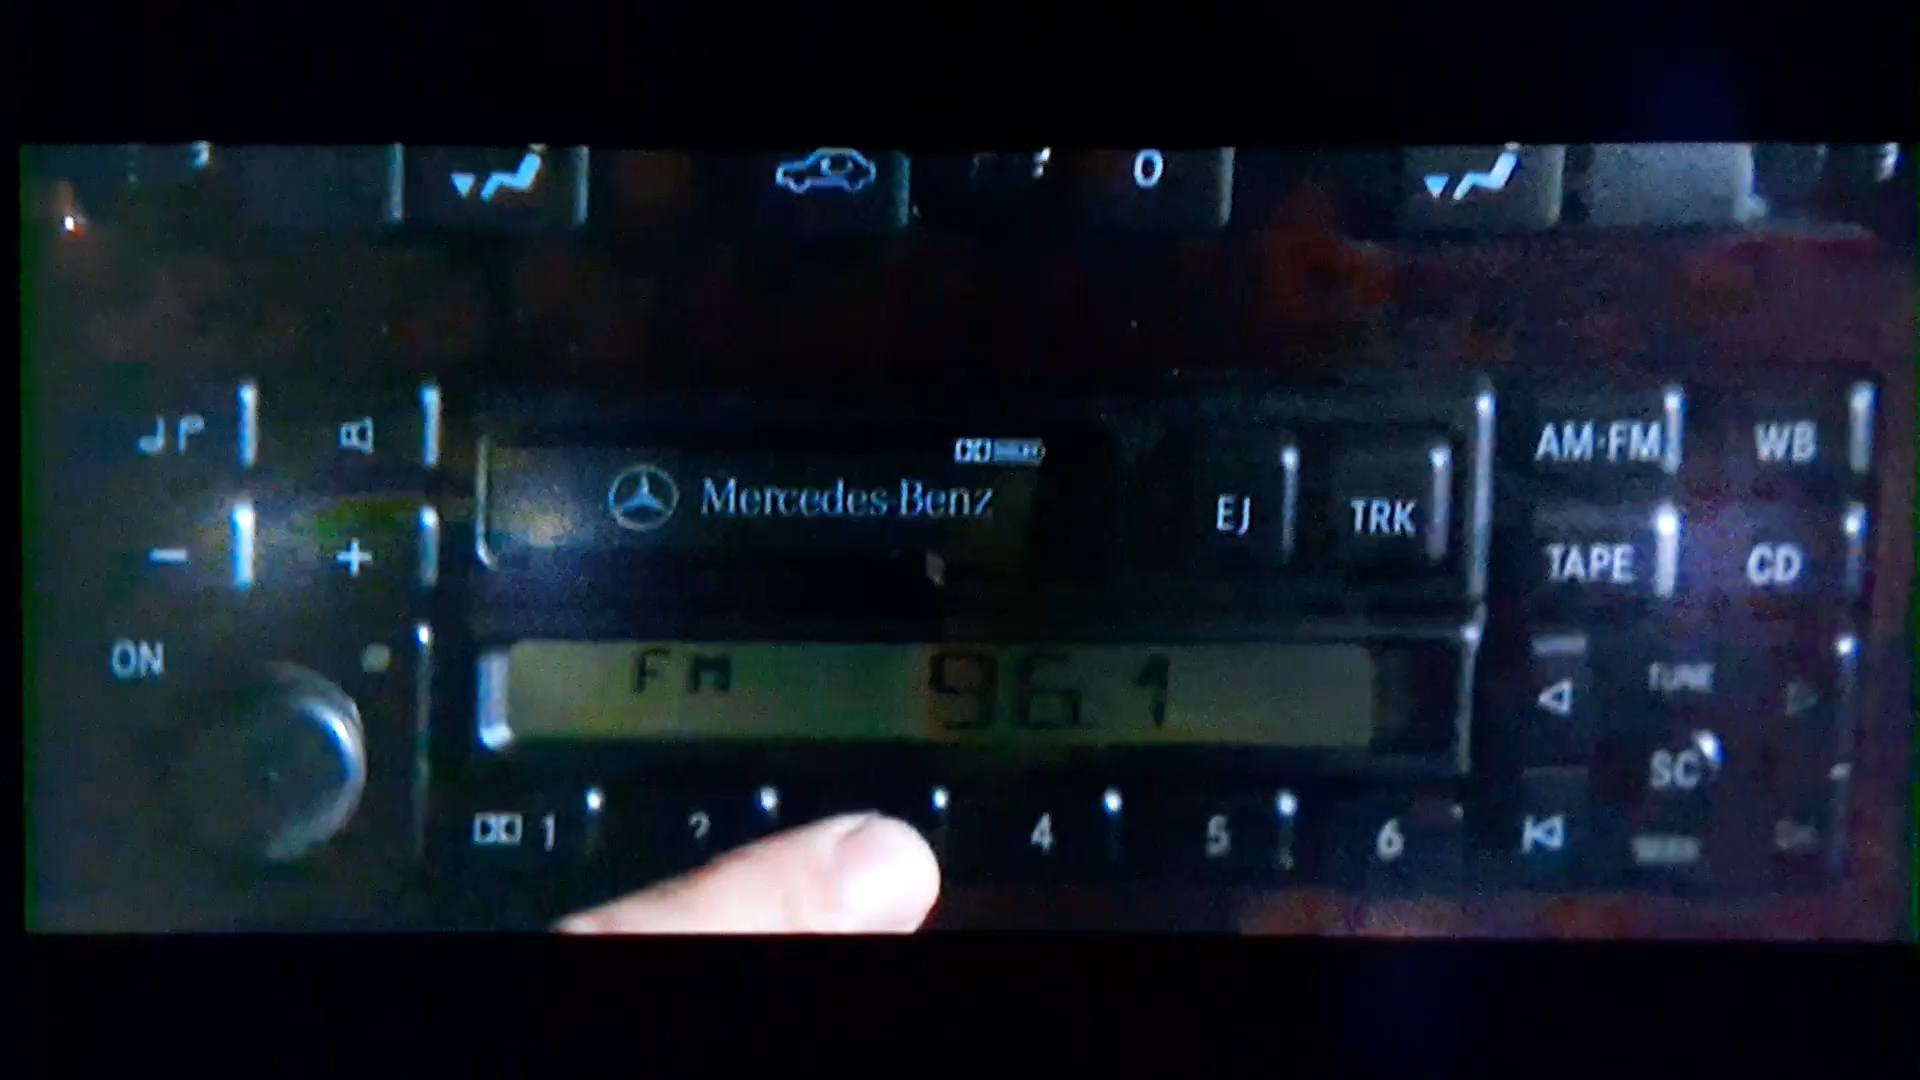 0
AM·FM WB
Mercedes-Benz EJ TRK
TAPE CD
- +
ON
FM 96.1
TUNE
SC
1 2 4 5 6